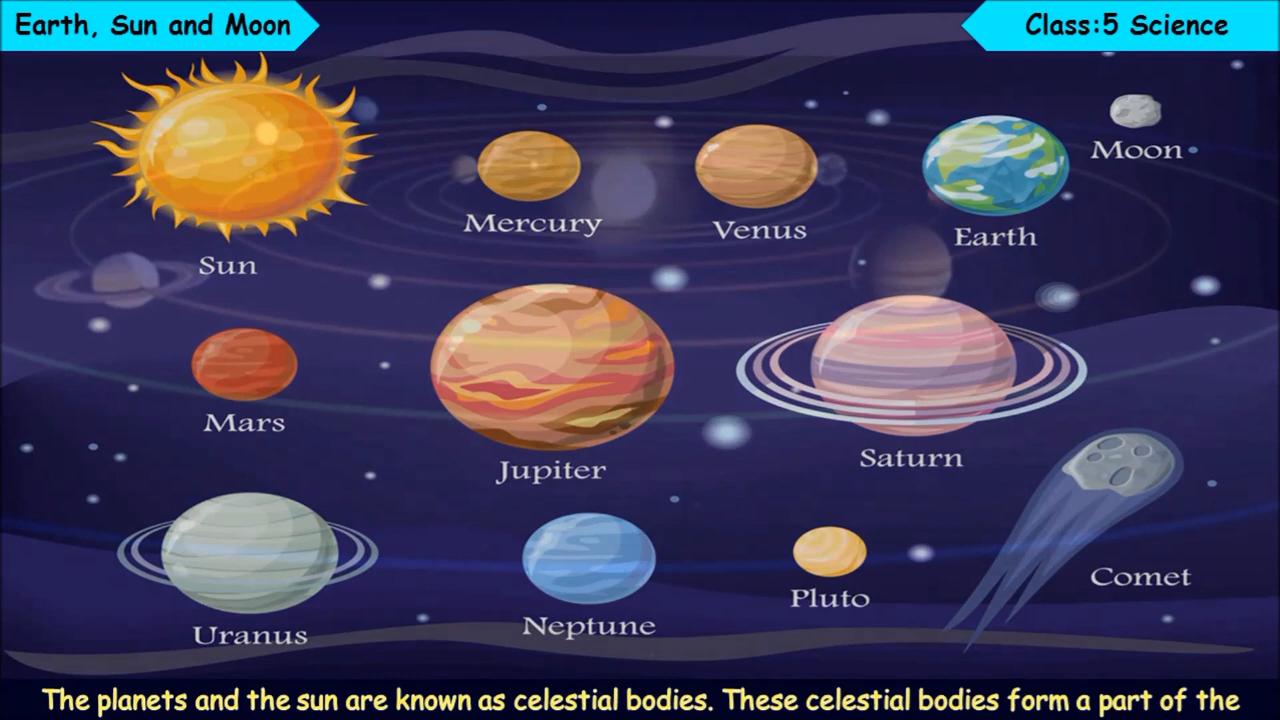 Earth, Sun and Moon
Class:5 Science
Moon
Mercury
Venus
Earth
Sun
Mars
Jupiter
Saturn
Comet
Pluto
Neptune
Uranus
The planets and the sun are known as celestial bodies. These celestial bodies form a part of the